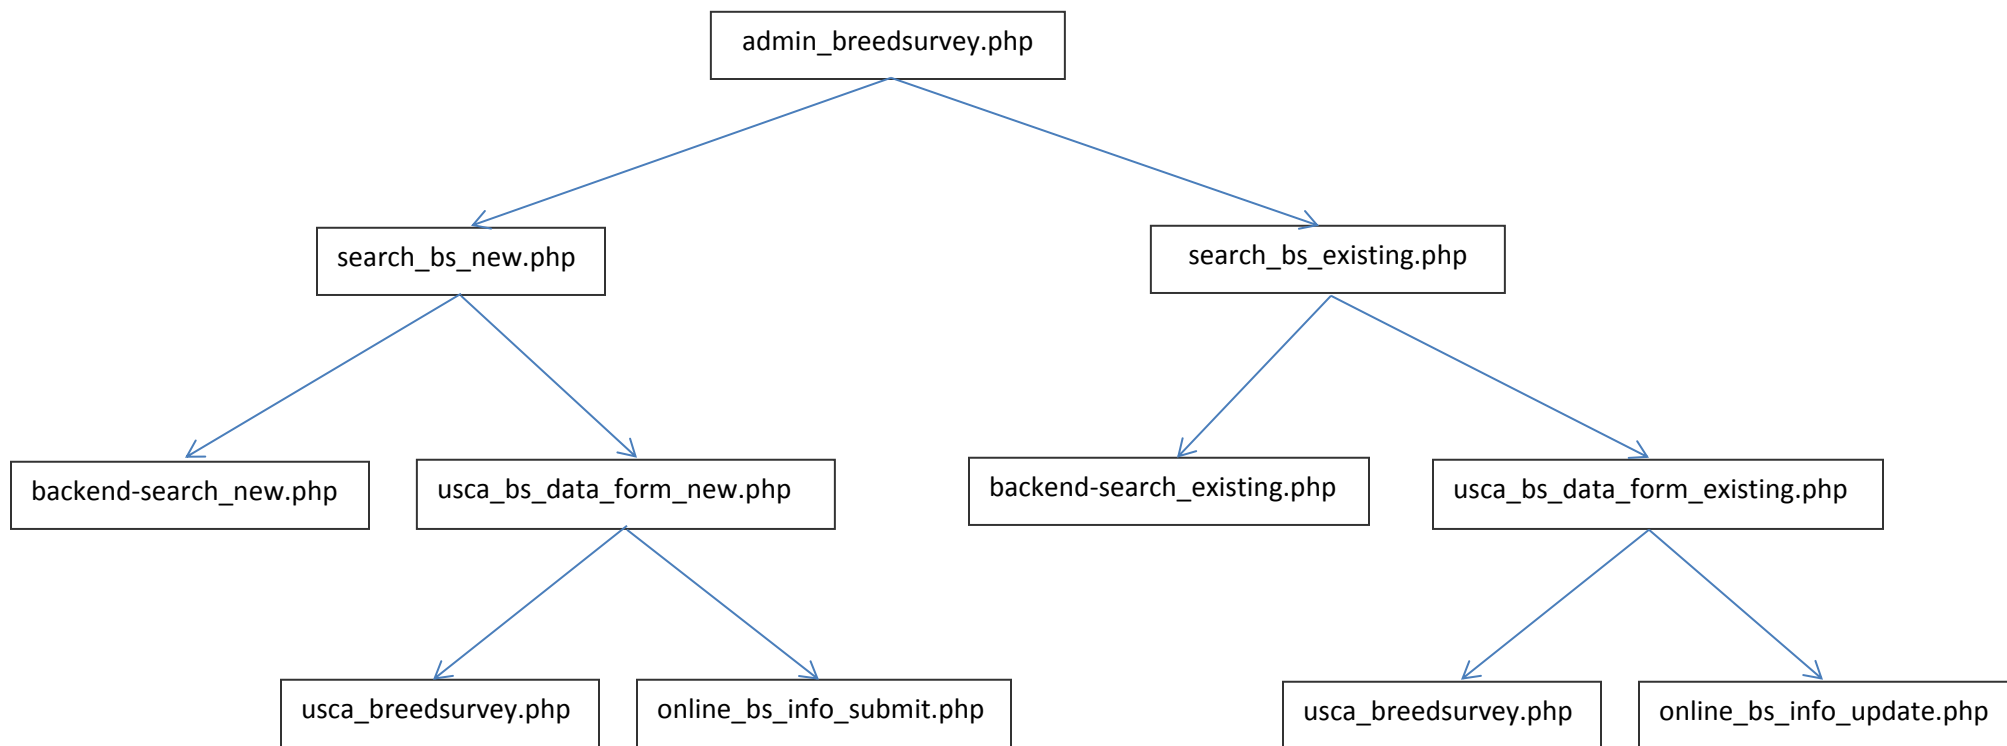 admin_breedsurvey.php
search_bs_new.php
search_bs_existing.php
backend-search_new.php
usca_bs_data_form_new.php
backend-search_existing.php
usca_bs_data_form_existing.php
usca_breedsurvey.php
online_bs_info_submit.php
usca_breedsurvey.php
online_bs_info_update.php